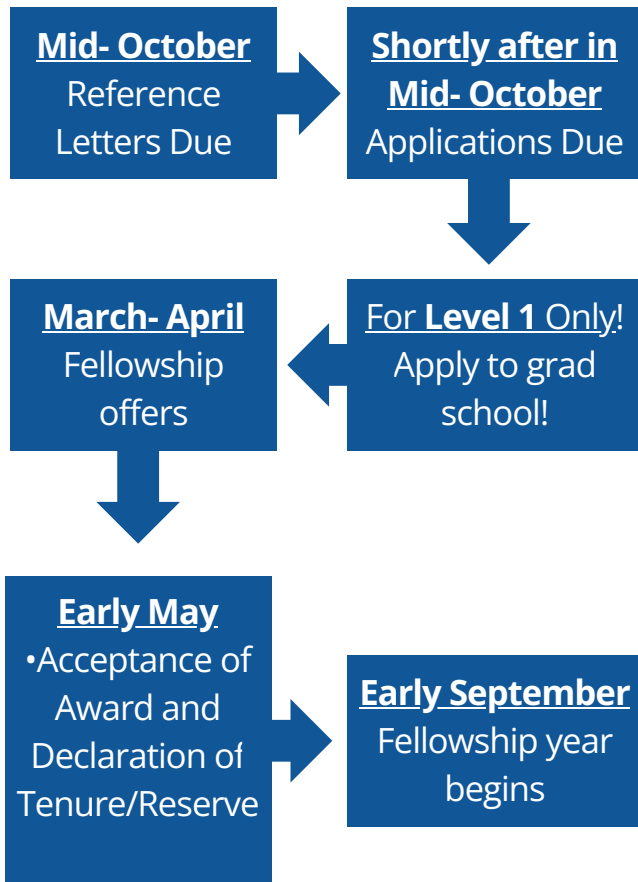 Mid- October
Reference
Letters Due
Shortly after in
Mid- October
Applications Due
For Level 1 Only!
Apply to grad
school!
March- April
Fellowship
offers
Early May
•Acceptance of
Award and
Declaration of
Tenure/Reserve
Early September
Fellowship year
begins